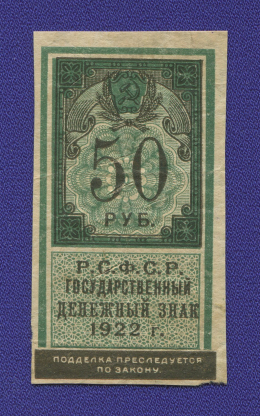 50
РУБ.
Р.С.Ф.С.Р.
ГОСУДАРСТВЕННЫЙ
ДЕНЕЖНЫЙ ЗНАК
1922 г.
ПОДДЕЛКА ПРЕСЛЕДУЕТСЯ
ПО ЗАКОНУ.